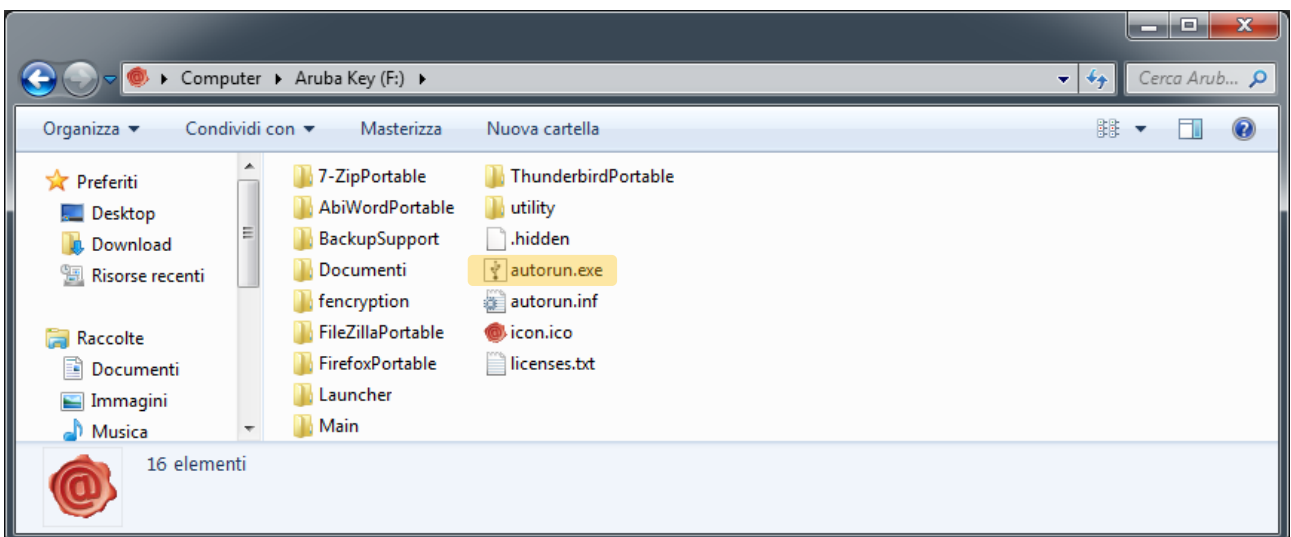 Computer Aruba Key (F:) Cerca Arub...
Organizza Condividi con Masterizza Nuova cartella
Preferiti
Desktop
Download
Risorse recenti
Raccolte
Documenti
Immagini
Musica
7-ZipPortable
AbiWordPortable
BackupSupport
Documenti
fencryption
FileZillaPortable
FirefoxPortable
Launcher
Main
ThunderbirdPortable
utility
.hidden
autorun.exe
autorun.inf
icon.ico
licenses.txt
16 elementi